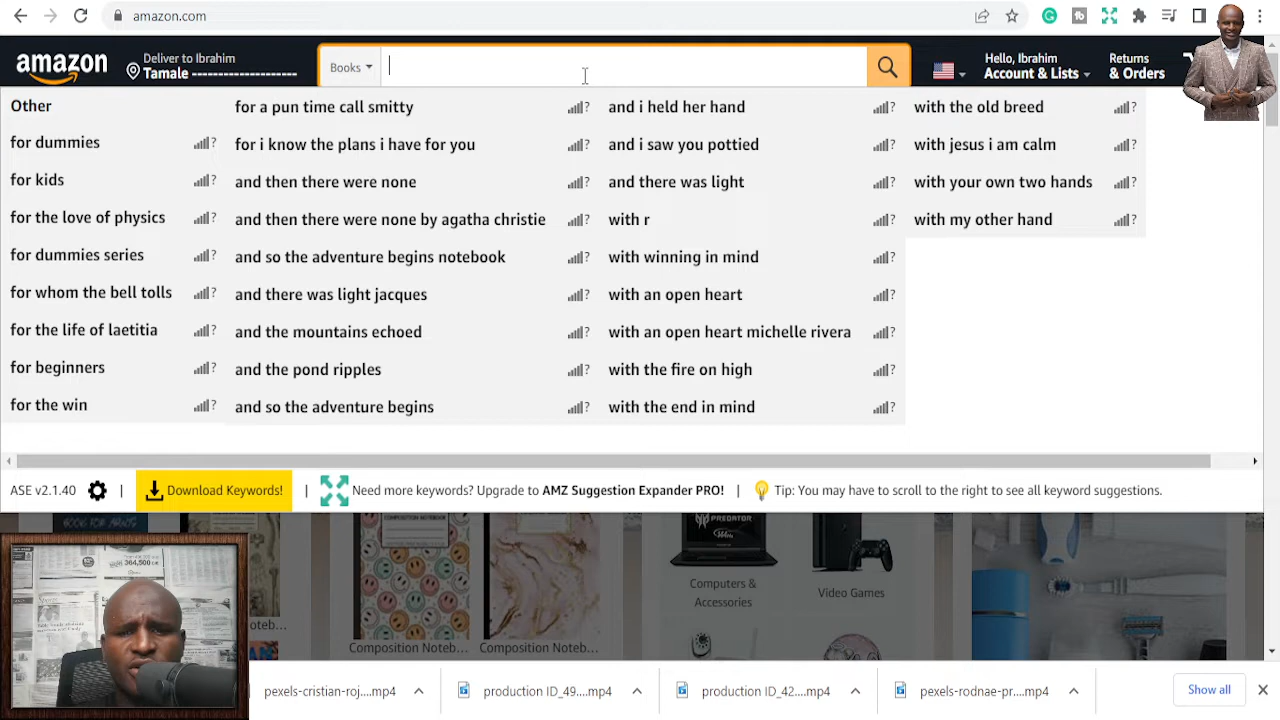 amazon.com
amazon
Deliver to Ibrahim
Tamale
Books
Hello, Ibrahim
Account & Lists
Returns
& Orders
Other
for dummies
for kids
for the love of physics
for dummies series
for whom the bell tolls
for the life of laetitia
for beginners
for the win
for a pun time call smitty
for i know the plans i have for you
and then there were none
and then there were none by agatha christie
and so the adventure begins notebook
and there was light jacques
and the mountains echoed
and the pond ripples
and so the adventure begins
and i held her hand
and i saw you pottied
and there was light
with r
with winning in mind
with an open heart
with an open heart michelle rivera
with the fire on high
with the end in mind
with the old breed
with jesus i am calm
with your own two hands
with my other hand
ASE v2.1.40 | Download Keywords! | Need more keywords? Upgrade to AMZ Suggestion Expander PRO! | Tip: You may have to scroll to the right to see all keyword suggestions.
PREDATOR
Computers &
Accessories
Video Games
Composition Noteb...
Composition Noteb...
364,500
pexels-cristian-roj....mp4
production ID_49....mp4
production ID_42....mp4
pexels-rodnae-pr....mp4
Show all